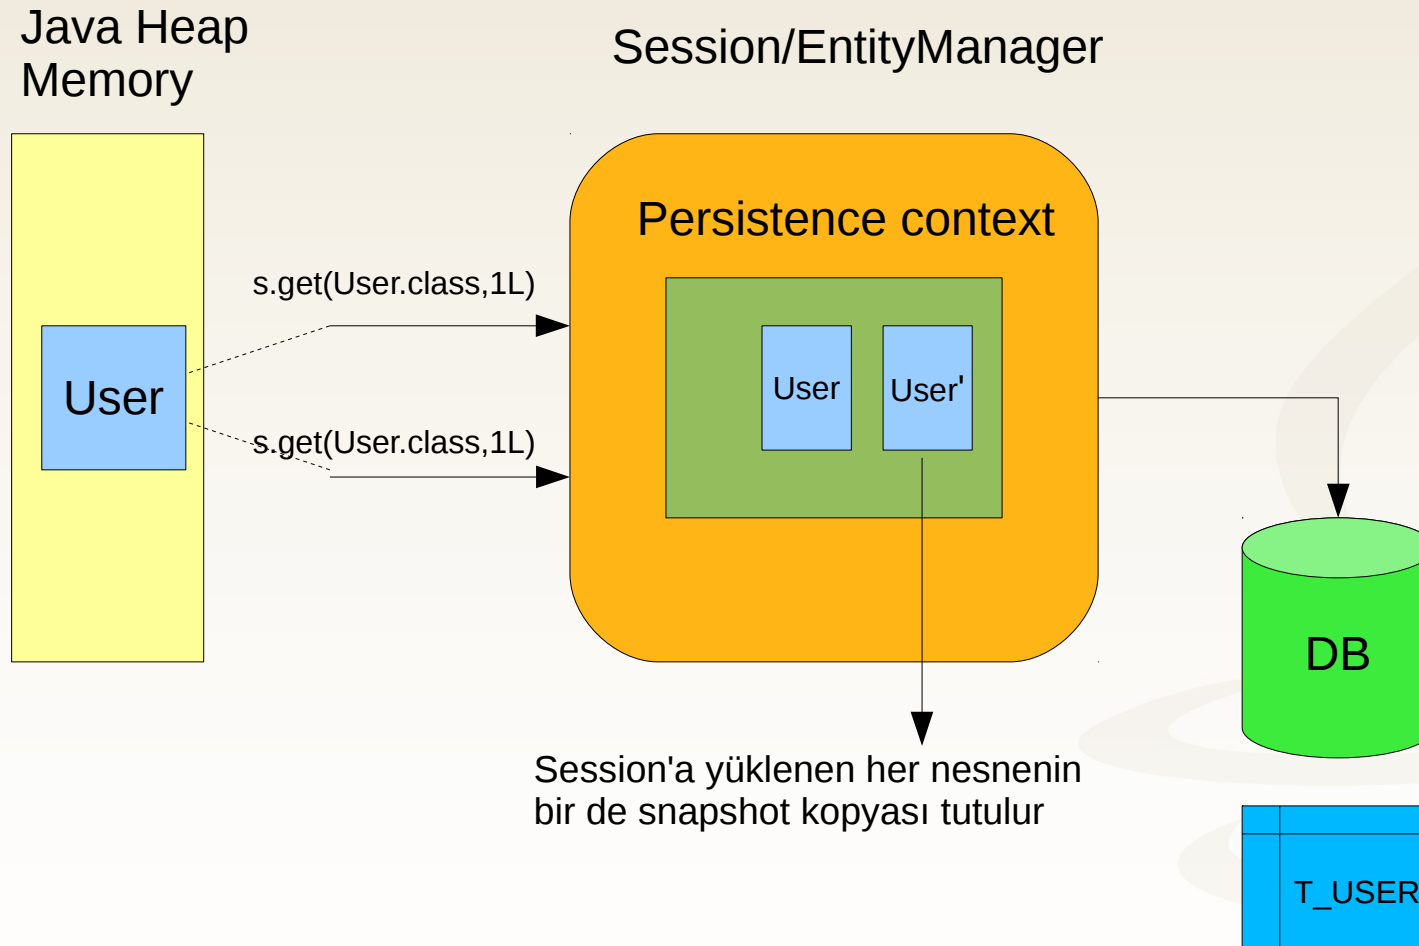 Java Heap
Memory
Session/EntityManager
Persistence context
s.get(User.class,1L)
User
User
User'
s.get(User.class,1L)
DB
Session'a yüklenen her nesnenin
bir de snapshot kopyası tutulur
T_USER